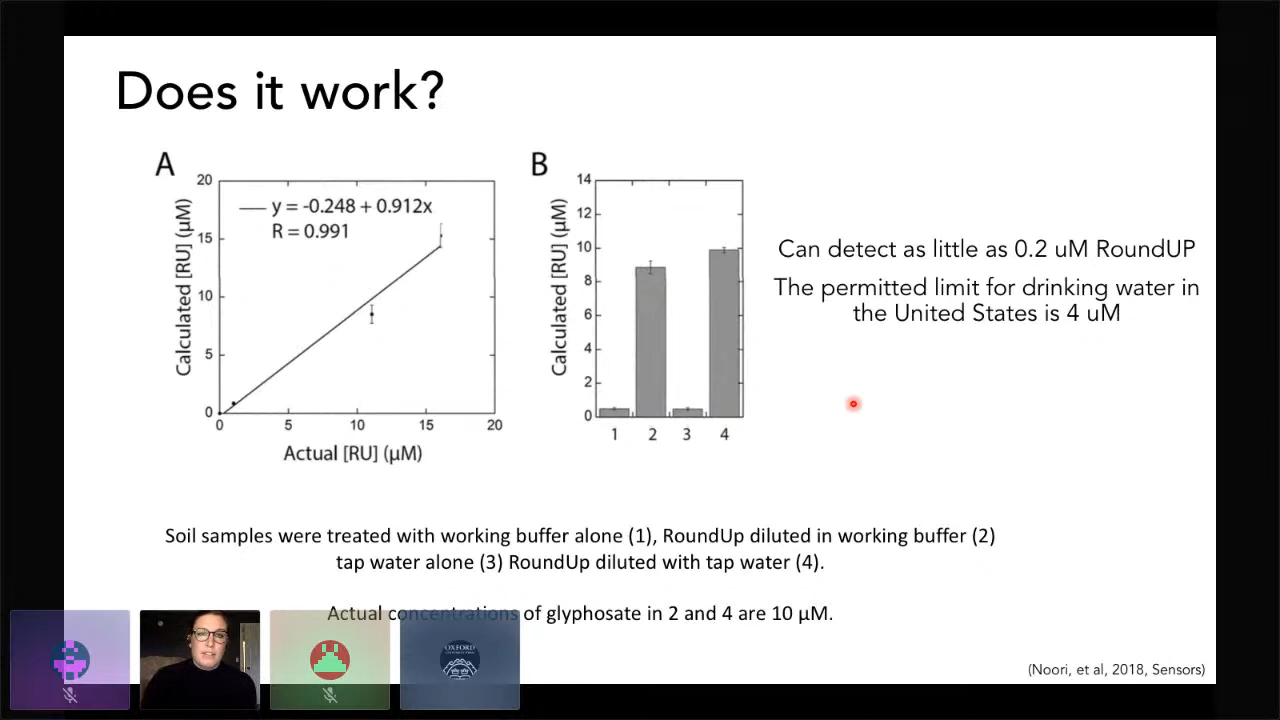 Does it work?
A
20
15
10
5
0
0 5 10 15 20
Calculated [RU] (µM)
Actual [RU] (µM)
y = -0.248 + 0.912x
R = 0.991
B
14
12
10
8
6
4
2
0
1 2 3 4
Calculated [RU] (µM)
Can detect as little as 0.2 uM RoundUP
The permitted limit for drinking water in
the United States is 4 uM
Soil samples were treated with working buffer alone (1), RoundUp diluted in working buffer (2)
tap water alone (3) RoundUp diluted with tap water (4).
Actual concentrations of glyphosate in 2 and 4 are 10 µM.
OXFORD
(Noori, et al, 2018, Sensors)